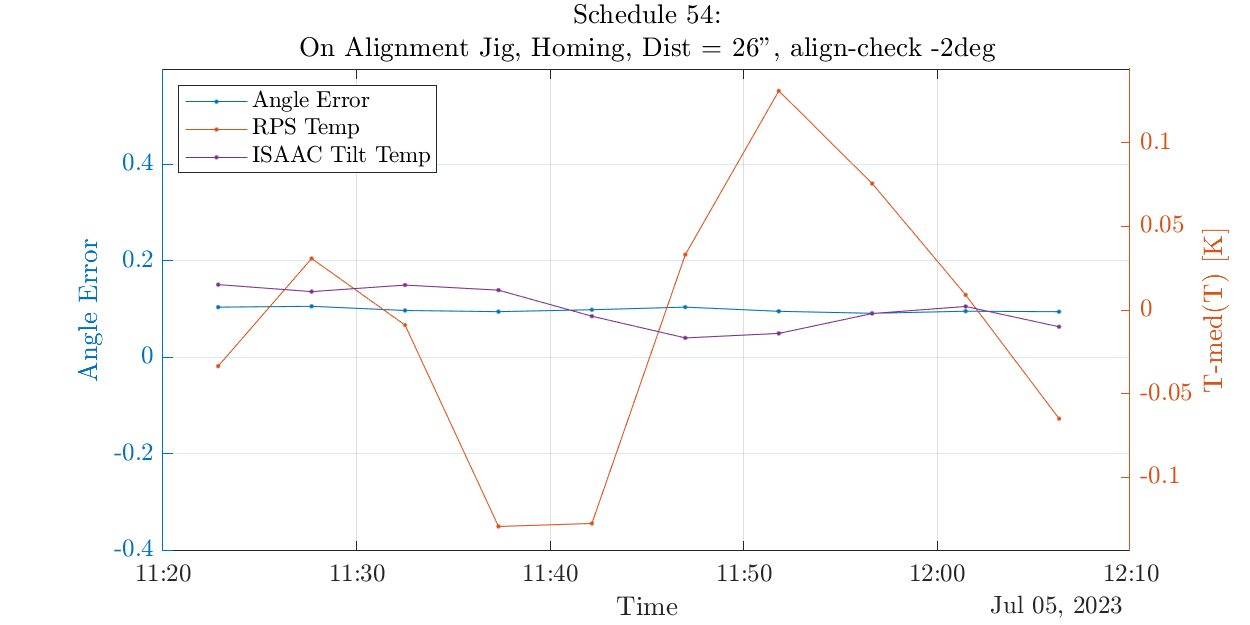 Schedule 54:
On Alignment Jig, Homing, Dist = 26”, align-check -2deg
Angle Error
RPS Temp
ISAAC Tilt Temp
Angle Error
0.4
0.2
0
-0.2
-0.4
0.1
0.05
0
-0.05
-0.1
T-med(T) [K]
11:20 11:30 11:40 11:50 12:00 12:10
Time
Jul 05, 2023